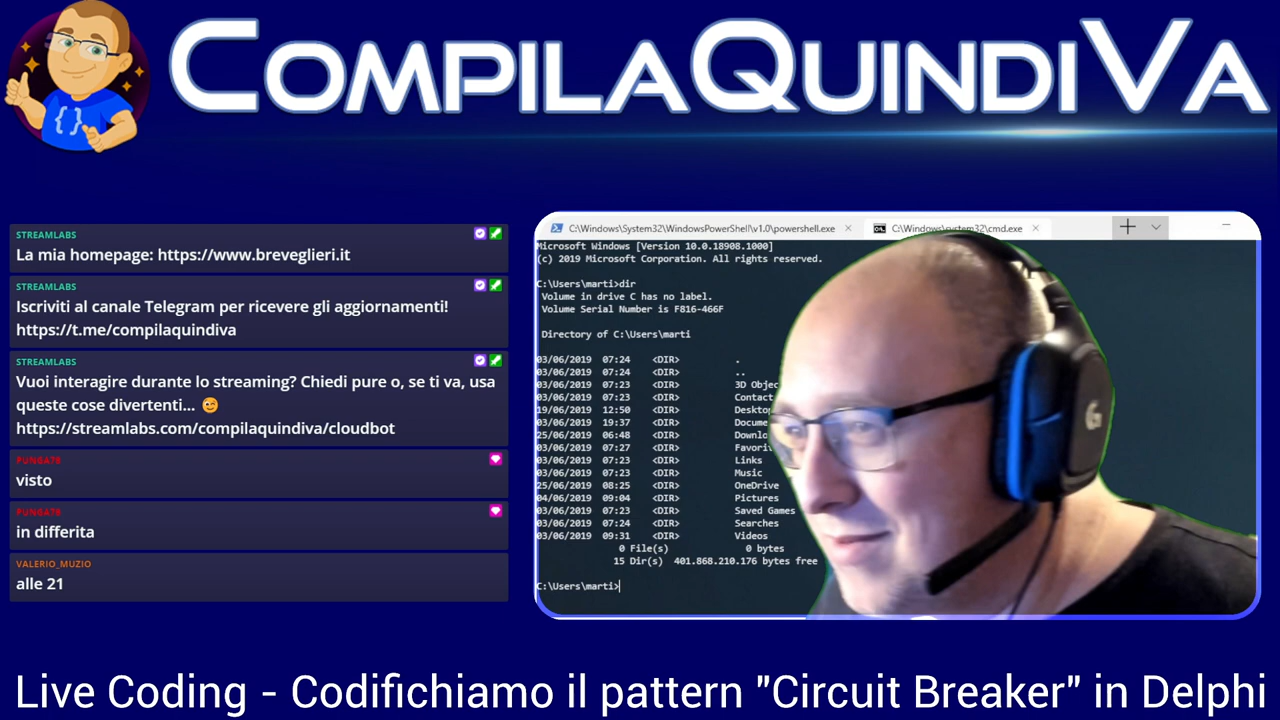 COMPILAQUINDIVA
{ }
STREAMLABS
La mia homepage: https://www.breveglieri.it
STREAMLABS
Iscriviti al canale Telegram per ricevere gli aggiornamenti!
https://t.me/compilaquindiva
STREAMLABS
Vuoi interagire durante lo streaming? Chiedi pure o, se ti va, usa
queste cose divertenti... 😉
https://streamlabs.com/compilaquindiva/cloudbot
FUNGA78
visto
FUNGA78
in differita
VALERIO_MUZIO
alle 21
C:\Windows\System32\WindowsPowerShell\v1.0\powershell.exe
C:\Windows\system32\cmd.exe
Microsoft Windows [Version 10.0.18908.1000]
(c) 2019 Microsoft Corporation. All rights reserved.
C:\Users\marti>dir
Volume in drive C has no label.
Volume Serial Number is F816-466F
Directory of C:\Users\marti
03/06/2019 07:24 <DIR> .
03/06/2019 07:24 <DIR> ..
03/06/2019 07:23 <DIR> 3D Objec
03/06/2019 07:23 <DIR> Contact
19/06/2019 12:50 <DIR> Deskto
03/06/2019 19:37 <DIR> Docume
25/06/2019 06:48 <DIR> Downlo
03/06/2019 07:27 <DIR> Favori
03/06/2019 07:23 <DIR> Links
03/06/2019 07:23 <DIR> Music
25/06/2019 08:25 <DIR> OneDrive
04/06/2019 09:04 <DIR> Pictures
03/06/2019 07:23 <DIR> Saved Games
03/06/2019 07:24 <DIR> Searches
03/06/2019 09:31 <DIR> Videos
0 File(s) 0 bytes
15 Dir(s) 401.868.210.176 bytes free
C:\Users\marti>
Live Coding - Codifichiamo il pattern "Circuit Breaker" in Delphi